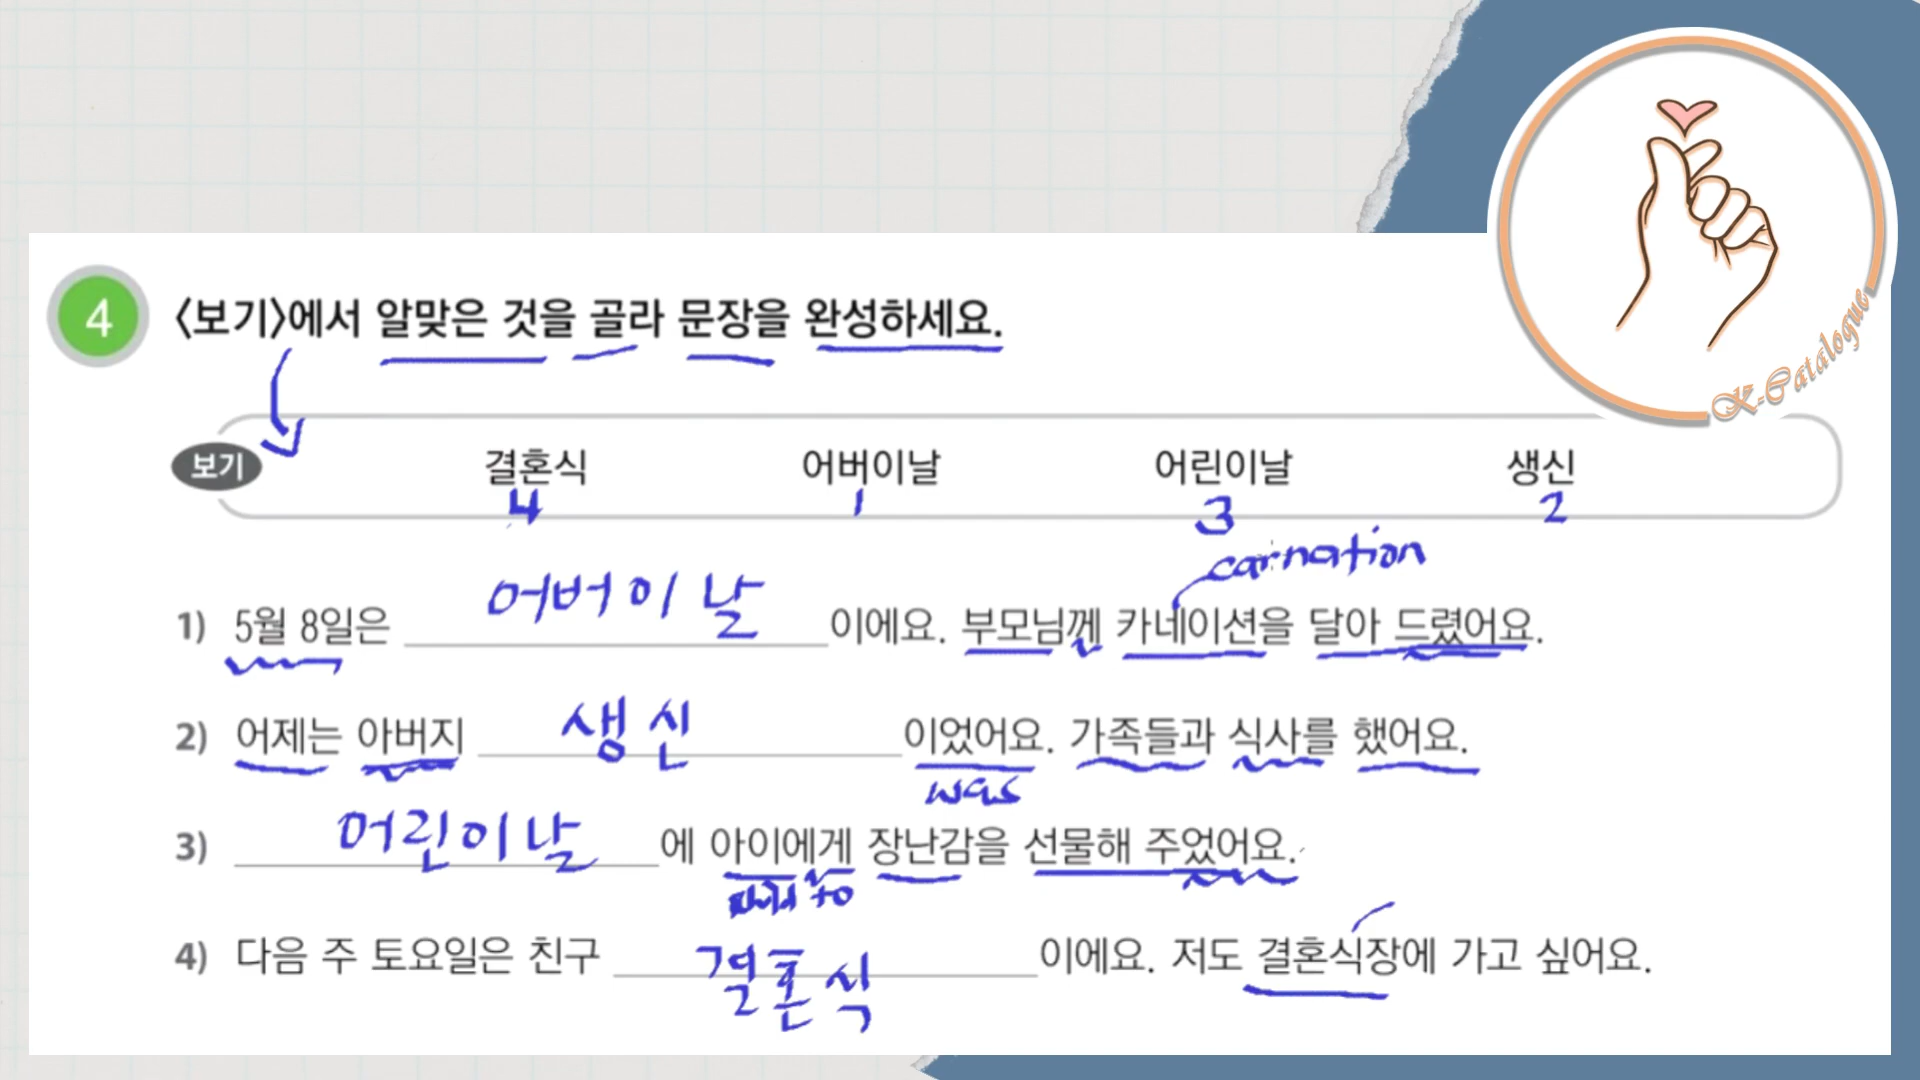 K-Catalogue
4 <보기>에서 알맞은 것을 골라 문장을 완성하세요.
보기 결혼식 어버이날 어린이날 생신
4 1 3 2
carnation
1) 5월 8일은 어버이날 이에요. 부모님께 카네이션을 달아 드렸어요.
2) 어제는 아버지 생신 이었어요. 가족들과 식사를 했어요.
was
3) 어린이날 에 아이에게 장난감을 선물해 주었어요.
to
4) 다음 주 토요일은 친구 결혼식 이에요. 저도 결혼식장에 가고 싶어요.